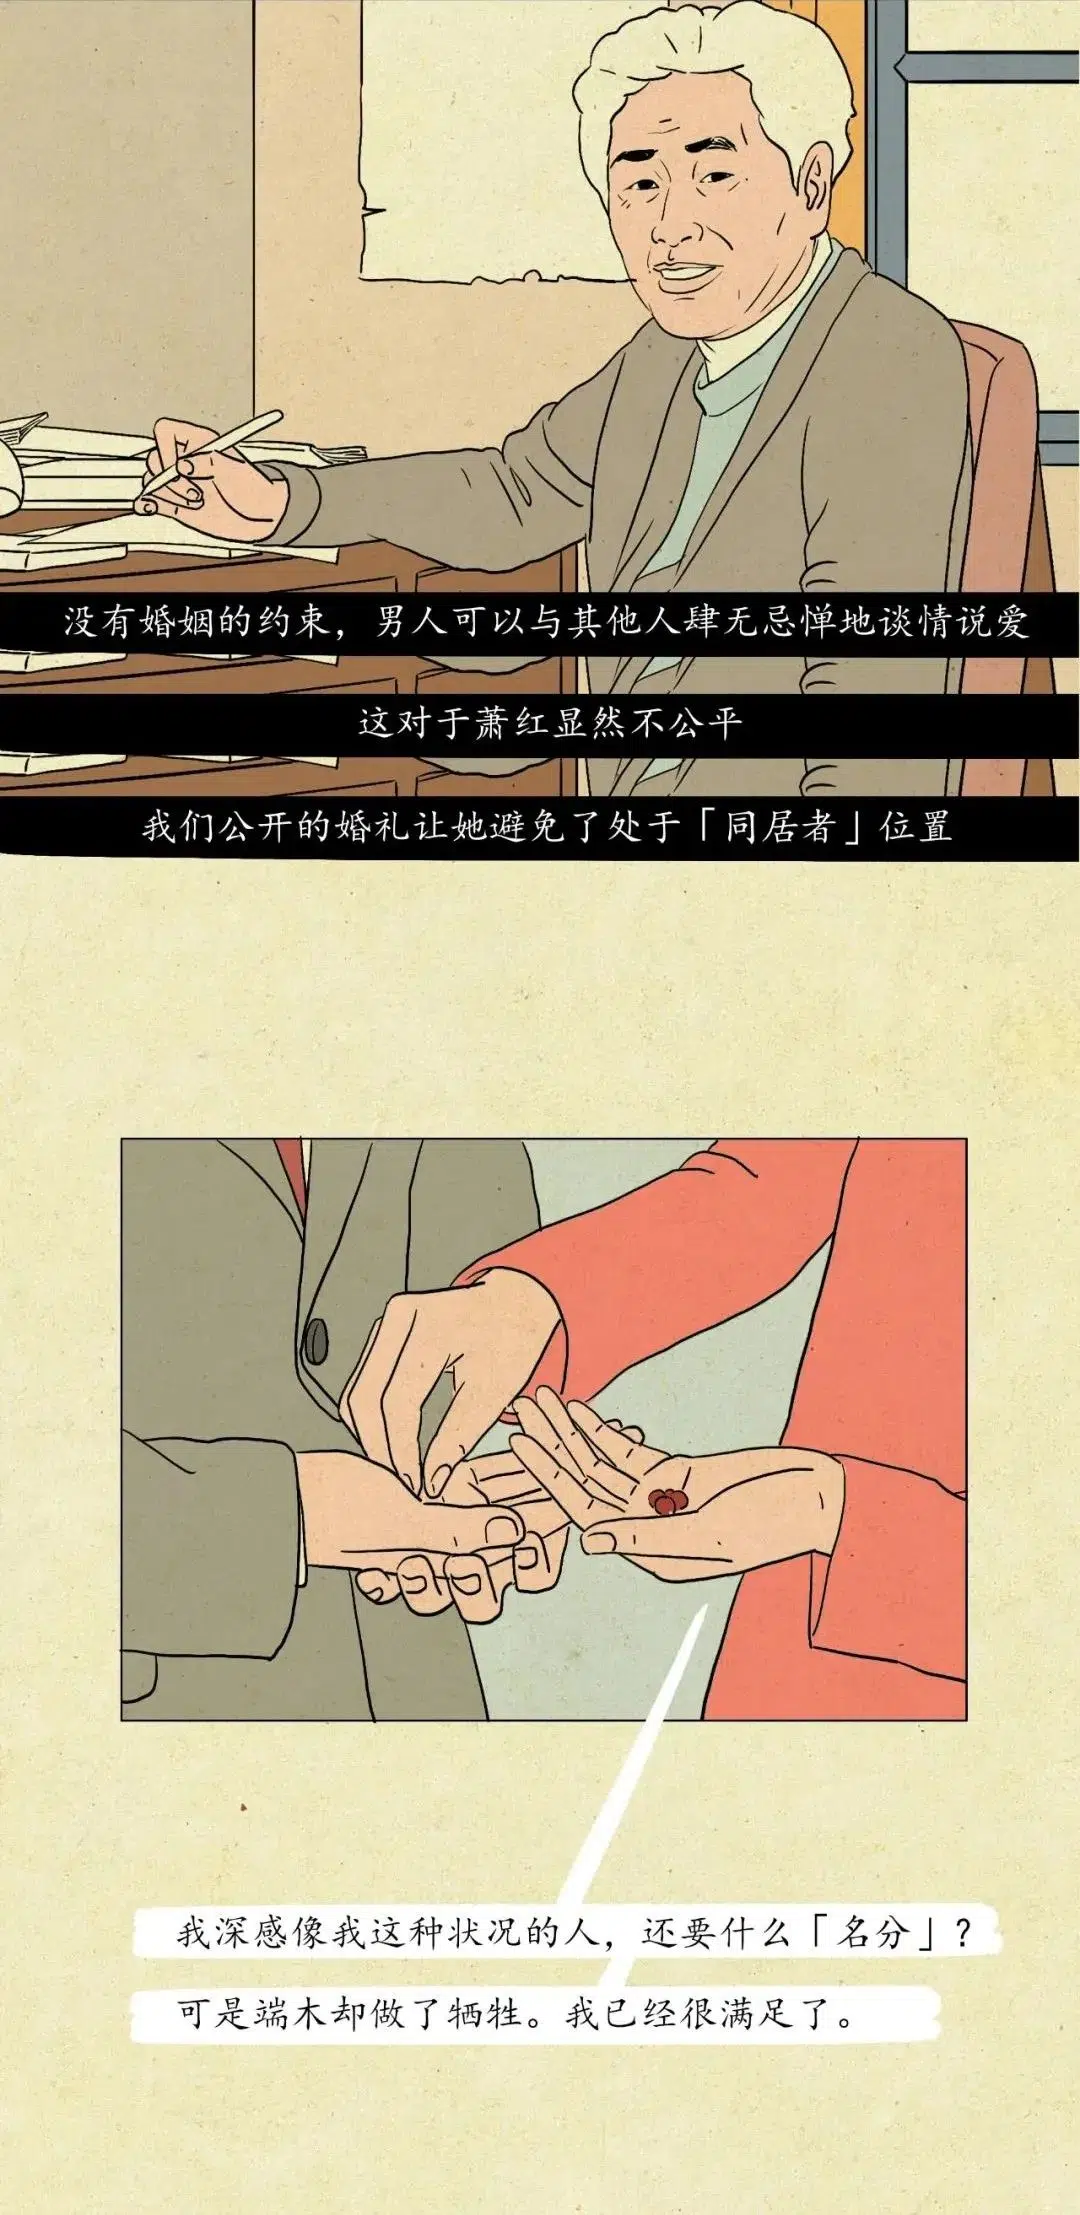 没有婚姻的约束，男人可以与其他人肆无忌惮地谈情说爱
这对于萧红显然不公平
我们公开的婚礼让她避免了处于「同居者」位置
我深感像我这种状况的人，还要什么「名分」？
可是端木却做了牺牲。我已经很满足了。